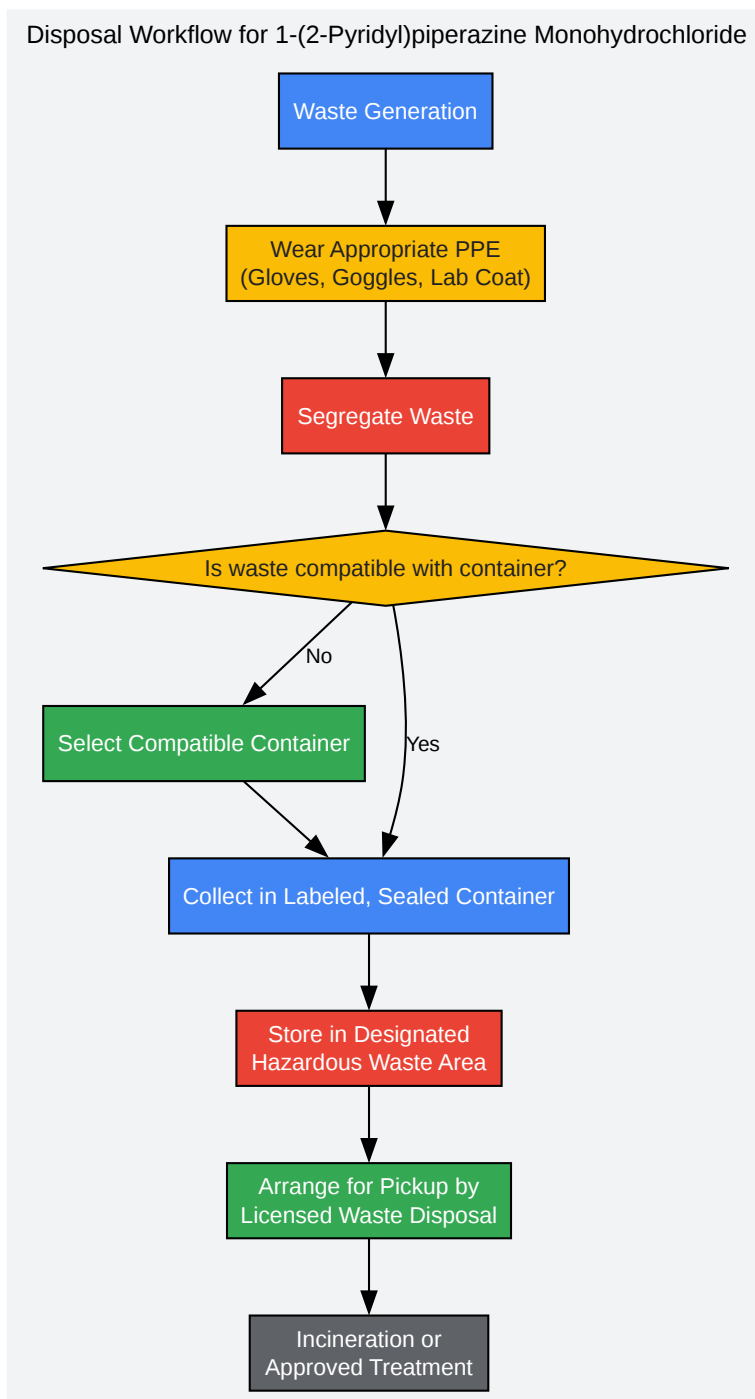 Disposal Workflow for 1-(2-Pyridyl)piperazine Monohydrochloride
Waste Generation
Wear Appropriate PPE
(Gloves, Goggles, Lab Coat)
Segregate Waste
Is waste compatible with container?
No
Select Compatible Container
Yes
Collect in Labeled, Sealed Container
Store in Designated
Hazardous Waste Area
Arrange for Pickup by
Licensed Waste Disposal
Incineration or
Approved Treatment